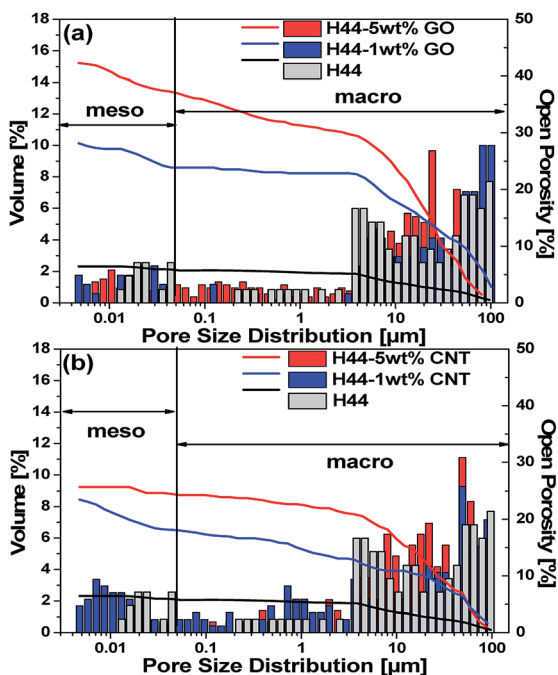 (a)
H44-5wt% GO
H44-1wt% GO
H44
meso
macro
Volume [%]
Open Porosity [%]
18
16
14
12
10
8
6
4
2
0
50
40
30
20
10
0
0.01 0.1 1 10 100
Pore Size Distribution [µm]
(b)
H44-5wt% CNT
H44-1wt% CNT
H44
meso
macro
Volume [%]
Open Porosity [%]
18
16
14
12
10
8
6
4
2
0
50
40
30
20
10
0
0.01 0.1 1 10 100
Pore Size Distribution [µm]